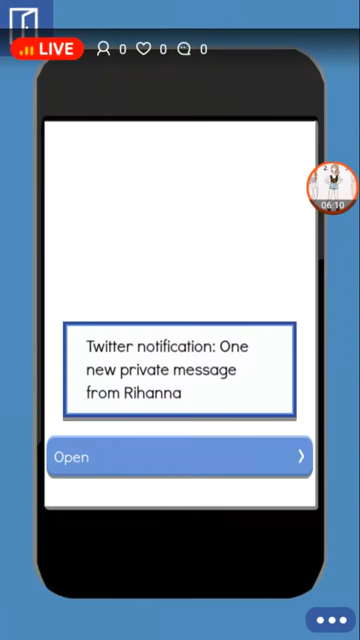 LIVE 0 0 0
06:10
Twitter notification: One
new private message
from Rihanna
Open